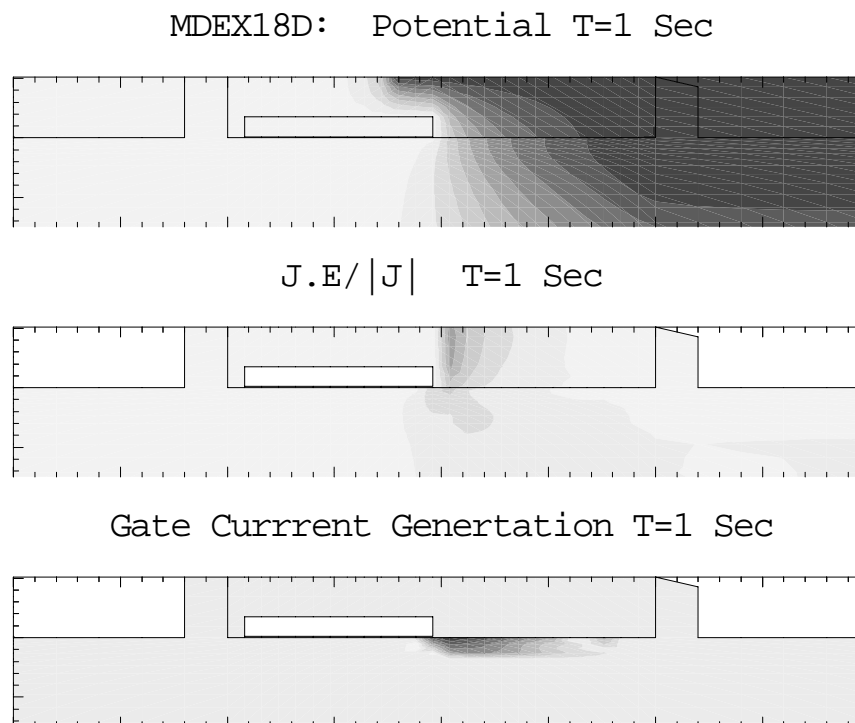 MDEX18D: Potential T=1 Sec
J.E/|J| T=1 Sec
Gate Currrent Genertation T=1 Sec